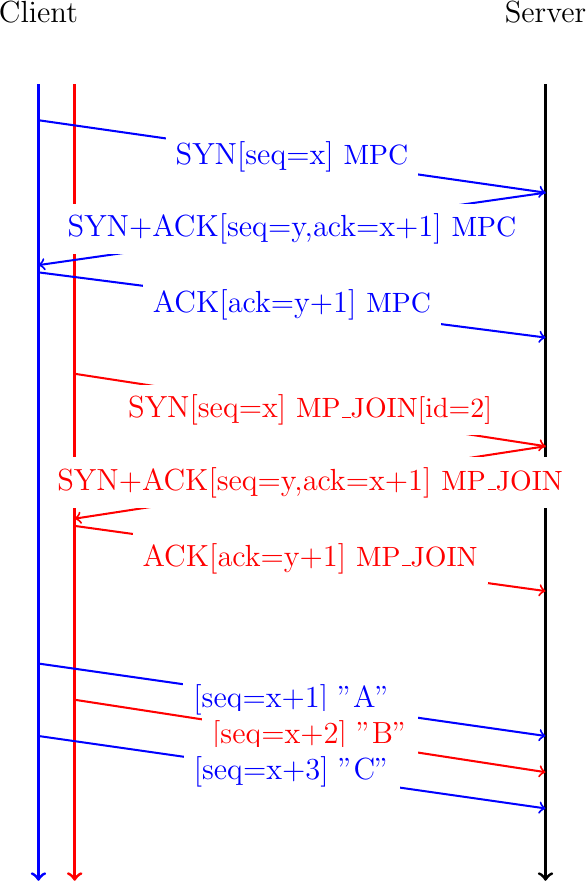 Client
Server
SYN[seq=x] MPC
SYN+ACK[seq=y,ack=x+1] MPC
ACK[ack=y+1] MPC
SYN[seq=x] MP_JOIN[id=2]
SYN+ACK[seq=y,ack=x+1] MP_JOIN
ACK[ack=y+1] MP_JOIN
[seq=x+1] ”A”
[seq=x+2] ”B”
[seq=x+3] ”C”